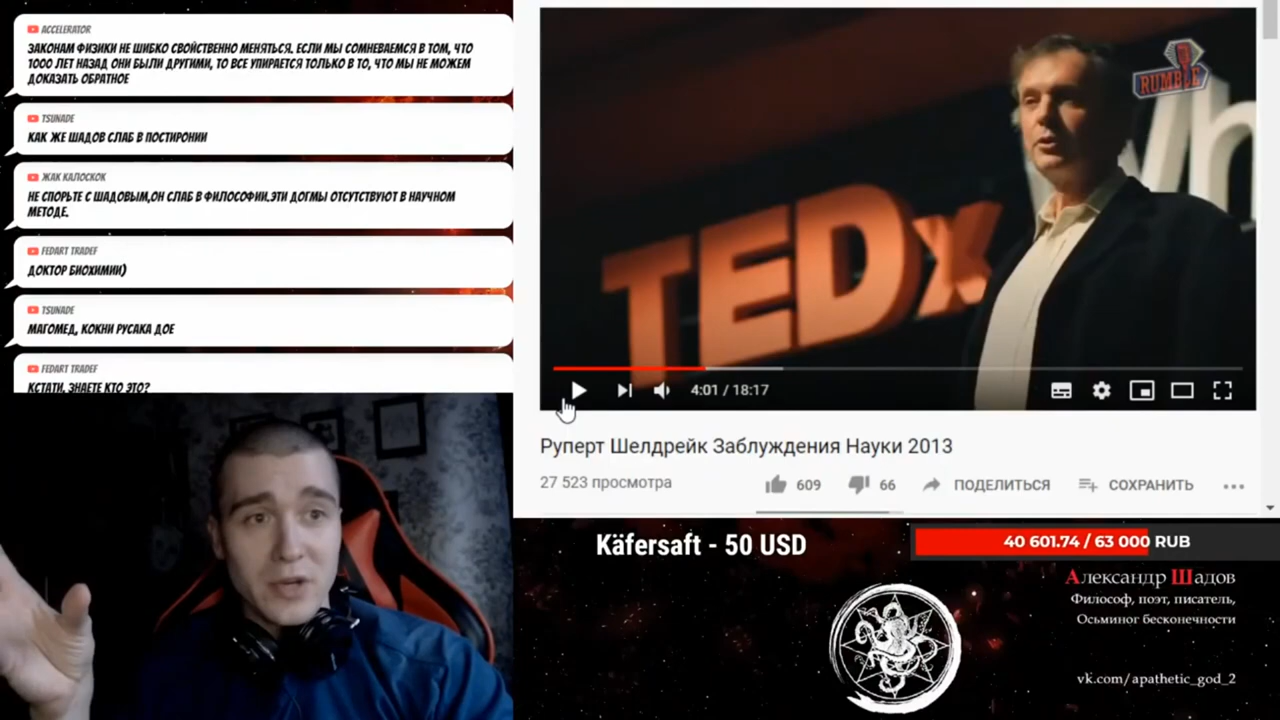 ACCELERATOR
ЗАКОНАМ ФИЗИКИ НЕ ШИБКО СВОЙСТВЕННО МЕНЯТЬСЯ. ЕСЛИ МЫ СОМНЕВАЕМСЯ В ТОМ, ЧТО
1000 ЛЕТ НАЗАД ОНИ БЫЛИ ДРУГИМИ, ТО ВСЕ УПИРАЕТСЯ ТОЛЬКО В ТО, ЧТО МЫ НЕ МОЖЕМ
ДОКАЗАТЬ ОБРАТНОЕ
TSUNADE
КАК ЖЕ ШАДОВ СЛАБ В ПОСТИРОНИИ
ЖАК КАЛОСКОК
НЕ СПОРЬТЕ С ШАДОВЫМ,ОН СЛАБ В ФИЛОСОФИИ.ЭТИ ДОГМЫ ОТСУТСТВУЮТ В НАУЧНОМ
МЕТОДЕ.
FEDART TRADEF
ДОКТОР БИОХИМИИ)
TSUNADE
МАГОМЕД, КОКНИ РУСАКА ДОЕ
FEDART TRADEF
КСТАТИ, ЗНАЕТЕ КТО ЭТО?
RUMBLE
TEDx
Wh
4:01 / 18:17
Руперт Шелдрейк Заблуждения Науки 2013
27 523 просмотра
609
66
ПОДЕЛИТЬСЯ
СОХРАНИТЬ
Käfersaft - 50 USD
40 601.74 / 63 000 RUB
Александр Шадов
Философ, поэт, писатель,
Осьминог бесконечности
vk.com/apathetic_god_2